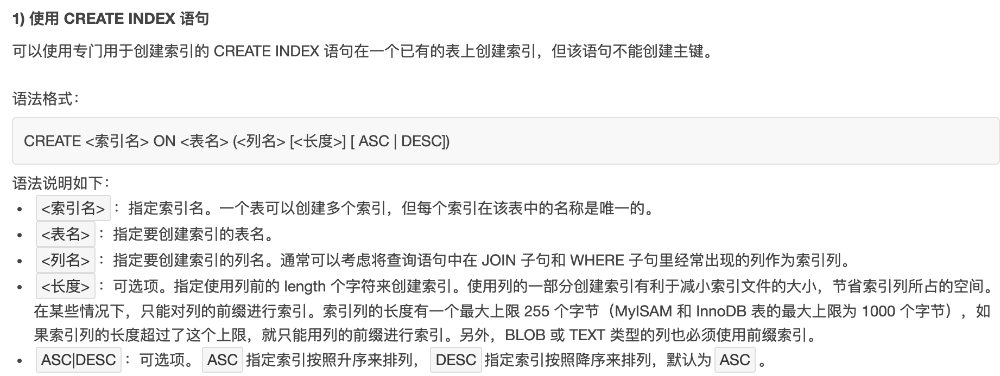 1) 使用 CREATE INDEX 语句
可以使用专门用于创建索引的 CREATE INDEX 语句在一个已有的表上创建索引，但该语句不能创建主键。
语法格式：
CREATE <索引名> ON <表名> (<列名> [<长度>] [ ASC | DESC])
语法说明如下：
• <索引名>：指定索引名。一个表可以创建多个索引，但每个索引在该表中的名称是唯一的。
• <表名>：指定要创建索引的表名。
• <列名>：指定要创建索引的列名。通常可以考虑将查询语句中在 JOIN 子句和 WHERE 子句里经常出现的列作为索引列。
• <长度>：可选项。指定使用列前的 length 个字符来创建索引。使用列的一部分创建索引有利于减小索引文件的大小，节省索引列所占的空间。
在某些情况下，只能对列的前缀进行索引。索引列的长度有一个最大上限 255 个字节（MyISAM 和 InnoDB 表的最大上限为 1000 个字节），如
果索引列的长度超过了这个上限，就只能用列的前缀进行索引。另外，BLOB 或 TEXT 类型的列也必须使用前缀索引。
• ASC|DESC：可选项。ASC 指定索引按照升序来排列，DESC 指定索引按照降序来排列，默认为 ASC。